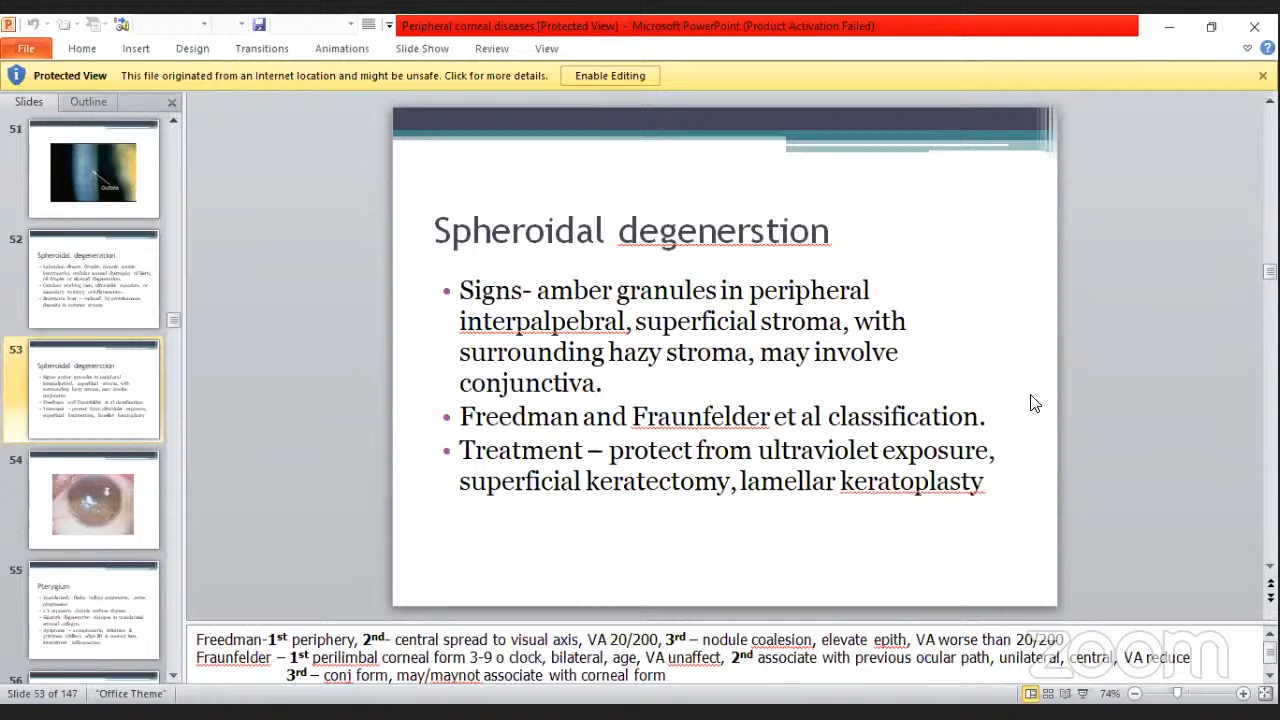 Peripheral corneal diseases [Protected View] - Microsoft PowerPoint (Product Activation Failed)
File Home Insert Design Transitions Animations Slide Show Review View
Protected View This file originated from an Internet location and might be unsafe. Click for more details. Enable Editing
Slides Outline
51
52
Spheroidal degeneration
53
Spheroidal degeneration
54
55
Pterygium
56
Spheroidal degenerstion
• Signs- amber granules in peripheral
interpalpebral, superficial stroma, with
surrounding hazy stroma, may involve
conjunctiva.
• Freedman and Fraunfelder et al classification.
• Treatment – protect from ultraviolet exposure,
superficial keratectomy, lamellar keratoplasty
Freedman-1st periphery, 2nd- central spread to visual axis, VA 20/200, 3rd – nodule coalesion, elevate epith, VA worse than 20/200
Fraunfelder – 1st perilimbal corneal form 3-9 o clock, bilateral, age, VA unaffect, 2nd associate with previous ocular path, unilateral, central, VA reduce
3rd – conj form, may/maynot associate with corneal form
zoom
Slide 53 of 147 "Office Theme" 74%